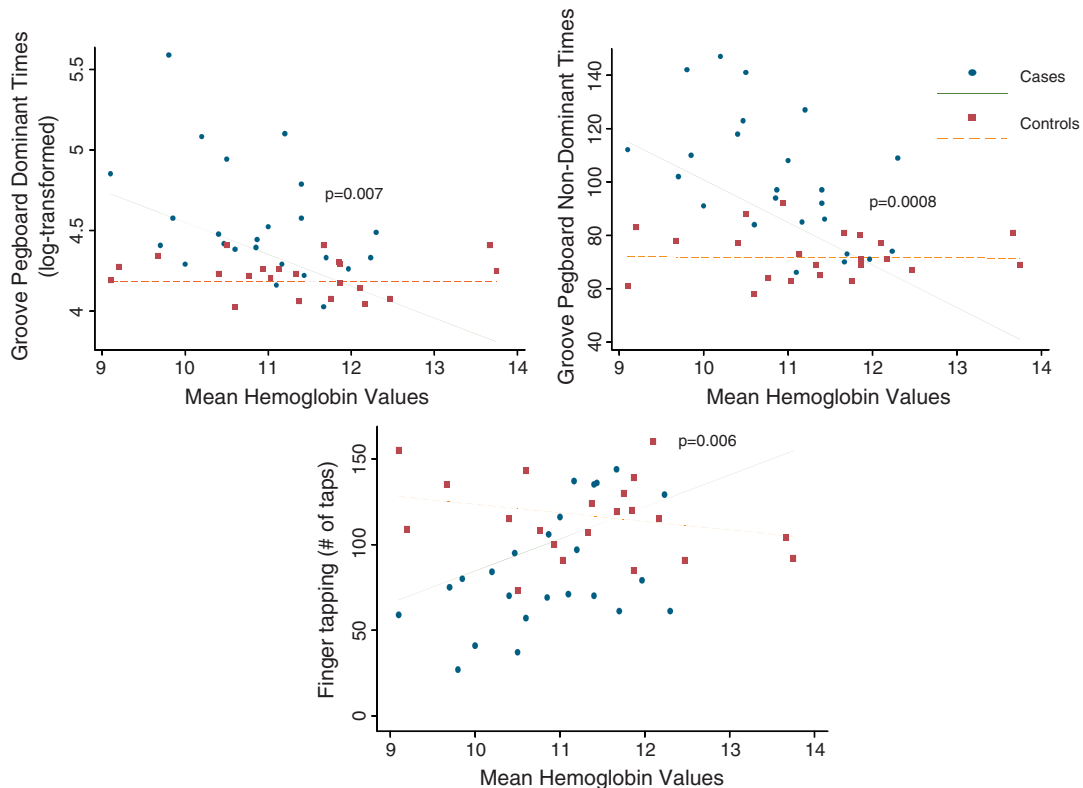 Groove Pegboard Dominant Times
(log-transformed)
5.5
5
4.5
4
p=0.007
9 10 11 12 13 14
Mean Hemoglobin Values
Groove Pegboard Non-Dominant Times
140
120
100
80
60
40
p=0.0008
9 10 11 12 13 14
Mean Hemoglobin Values
Cases
Controls
Finger tapping (# of taps)
150
100
50
0
p=0.006
9 10 11 12 13 14
Mean Hemoglobin Values